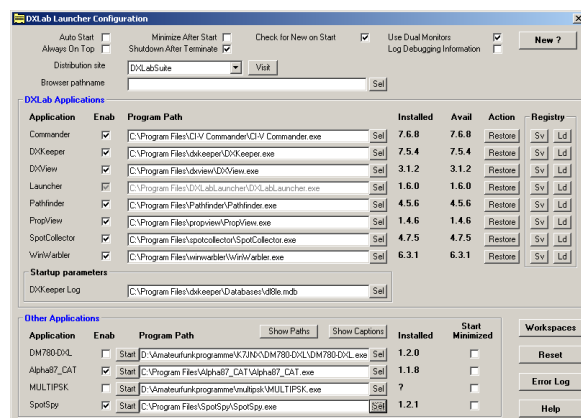 DXLab Launcher Configuration
Auto Start Minimize After Start Check for New on Start Use Dual Monitors
Always On Top Shutdown After Terminate Log Debugging Information
New ?
Distribution site DXLabSuite Visit
Browser pathname Sel
DXLab Applications
Application Enab Program Path Installed Avail Action Registry
Commander C:\Program Files\CI-V Commander\CI-V Commander.exe Sel 7.6.8 7.6.8 Restore Sv Ld
DXKeeper C:\Program Files\dxkeeper\DXKeeper.exe Sel 7.5.4 7.5.4 Restore Sv Ld
DXView C:\Program Files\dxview\DXView.exe Sel 3.1.2 3.1.2 Restore Sv Ld
Launcher C:\Program Files\DXLabLauncher\DXLabLauncher.exe Sel 1.6.0 1.6.0 Restore Sv Ld
Pathfinder C:\Program Files\Pathfinder\Pathfinder.exe Sel 4.5.6 4.5.6 Restore Sv Ld
PropView C:\Program Files\propview\PropView.exe Sel 1.4.6 1.4.6 Restore Sv Ld
SpotCollector C:\Program Files\spotcollector\SpotCollector.exe Sel 4.7.5 4.7.5 Restore Sv Ld
WinWarbler C:\Program Files\winwarbler\WinWarbler.exe Sel 6.3.1 6.3.1 Restore Sv Ld
Startup parameters
DXKeeper Log C:\Program Files\dxkeeper\Databases\dl8le.mdb Sel
Other Applications
Application Enab Program Path Show Paths Show Captions Installed Start Minimized
DM780-DXL Start D:\Amateurfunkprogramme\K7JNX\DM780-DXL\DM780-DXL.exe Sel 1.2.0
Alpha87_CAT Start C:\Program Files\Alpha87_CAT\Alpha87_CAT.exe Sel 1.1.8
MULTIPSK Start D:\Amateurfunkprogramme\multipsk\MULTIPSK.exe Sel ?
SpotSpy Start C:\Program Files\SpotSpy\SpotSpy.exe Sel 1.2.1
Workspaces
Reset
Error Log
Help